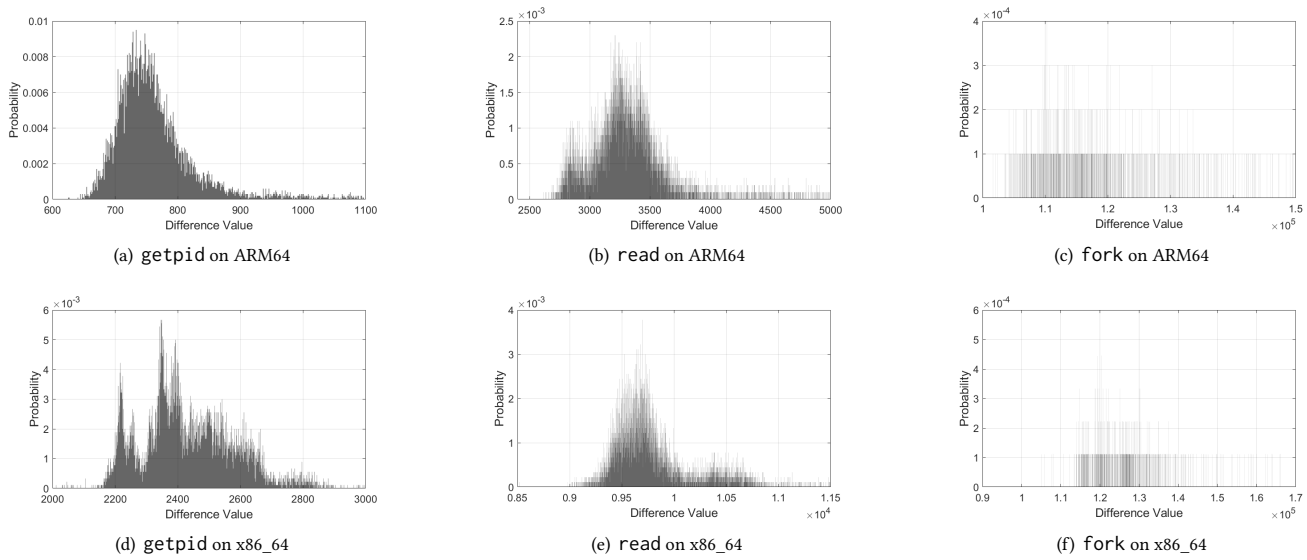 0.01
0.008
0.006
0.004
0.002
0
Probability
600 700 800 900 1000 1100
Difference Value
(a) getpid on ARM64
×10⁻³
2.5
2
1.5
1
0.5
0
Probability
2500 3000 3500 4000 4500 5000
Difference Value
(b) read on ARM64
×10⁻⁴
4
3
2
1
0
Probability
1 1.1 1.2 1.3 1.4 1.5
×10⁵
Difference Value
(c) fork on ARM64
×10⁻³
6
5
4
3
2
1
0
Probability
2000 2200 2400 2600 2800 3000
Difference Value
(d) getpid on x86_64
×10⁻³
4
3
2
1
0
Probability
0.85 0.9 0.95 1 1.05 1.1 1.15
×10⁴
Difference Value
(e) read on x86_64
×10⁻⁴
6
5
4
3
2
1
0
Probability
0.9 1 1.1 1.2 1.3 1.4 1.5 1.6 1.7
×10⁵
Difference Value
(f) fork on x86_64